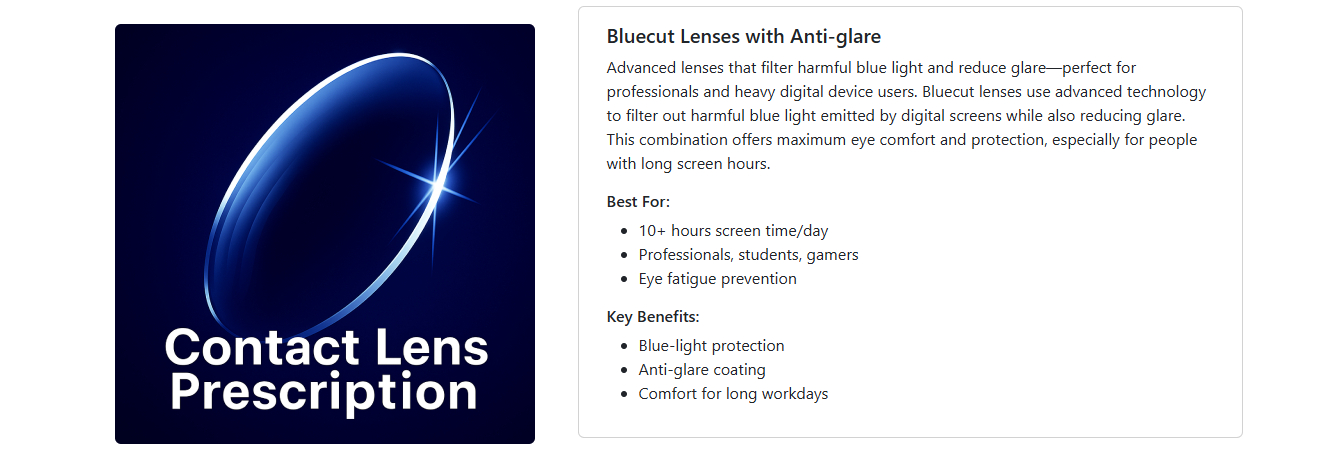 Contact Lens
Prescription
Bluecut Lenses with Anti-glare
Advanced lenses that filter harmful blue light and reduce glare—perfect for
professionals and heavy digital device users. Bluecut lenses use advanced technology
to filter out harmful blue light emitted by digital screens while also reducing glare.
This combination offers maximum eye comfort and protection, especially for people
with long screen hours.
Best For:
• 10+ hours screen time/day
• Professionals, students, gamers
• Eye fatigue prevention
Key Benefits:
• Blue-light protection
• Anti-glare coating
• Comfort for long workdays